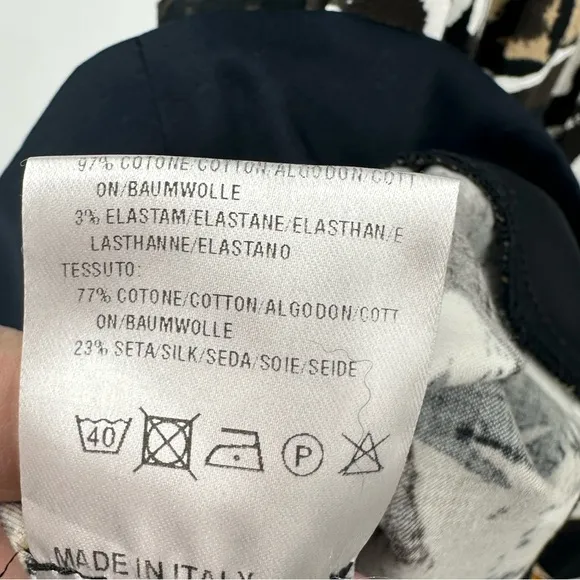 97% COTONE/COTTON/ALGODON/COTT
ON/BAUMWOLLE
3% ELASTAM/ELASTANE/ELASTHAN/E
LASTHANNE/ELASTANO
TESSUTO:
77% COTONE/COTTON/ALGODON/COTT
ON/BAUMWOLLE
23% SETA/SILK/SEDA/SOIE/SEIDE
40 P
MADE IN ITALY